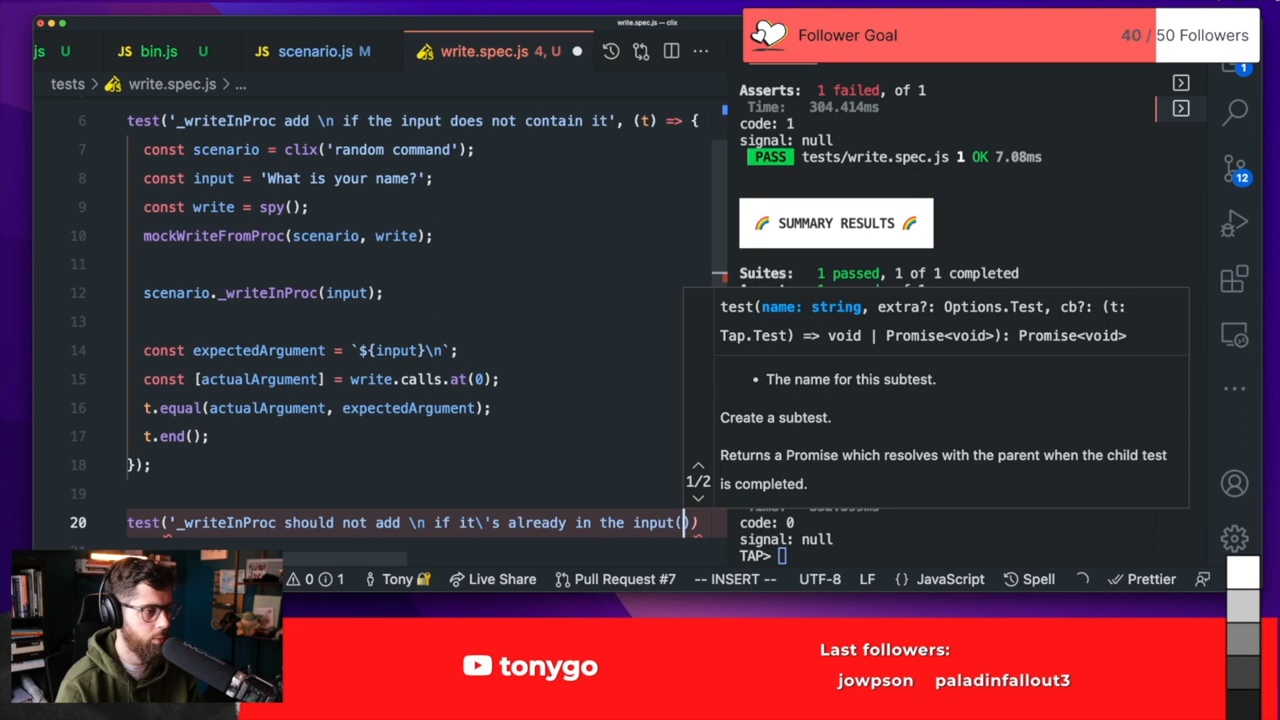 write.spec.js — clix
js U
JS bin.js U
JS scenario.js M
write.spec.js 4, U
tests > write.spec.js > ...
6 test('_writeInProc add \n if the input does not contain it', (t) => {
7 const scenario = clix('random command');
8 const input = 'What is your name?';
9 const write = spy();
10 mockWriteFromProc(scenario, write);
11
12 scenario._writeInProc(input);
13
14 const expectedArgument = `${input}\n`;
15 const [actualArgument] = write.calls.at(0);
16 t.equal(actualArgument, expectedArgument);
17 t.end();
18 });
19
20 test('_writeInProc should not add \n if it\'s already in the input())
Follower Goal
40 / 50 Followers
Asserts: 1 failed, of 1
Time: 304.414ms
code: 1
signal: null
PASS tests/write.spec.js 1 OK 7.08ms
🌈 SUMMARY RESULTS 🌈
Suites: 1 passed, 1 of 1 completed
test(name: string, extra?: Options.Test, cb?: (t:
Tap.Test) => void | Promise<void>): Promise<void>
• The name for this subtest.
Create a subtest.
1/2
Returns a Promise which resolves with the parent when the child test
is completed.
code: 0
signal: null
TAP>
1
12
0 1 Tony Live Share Pull Request #7 -- INSERT -- UTF-8 LF {} JavaScript Spell Prettier
tonygo
Last followers:
jowpson paladinfallout3